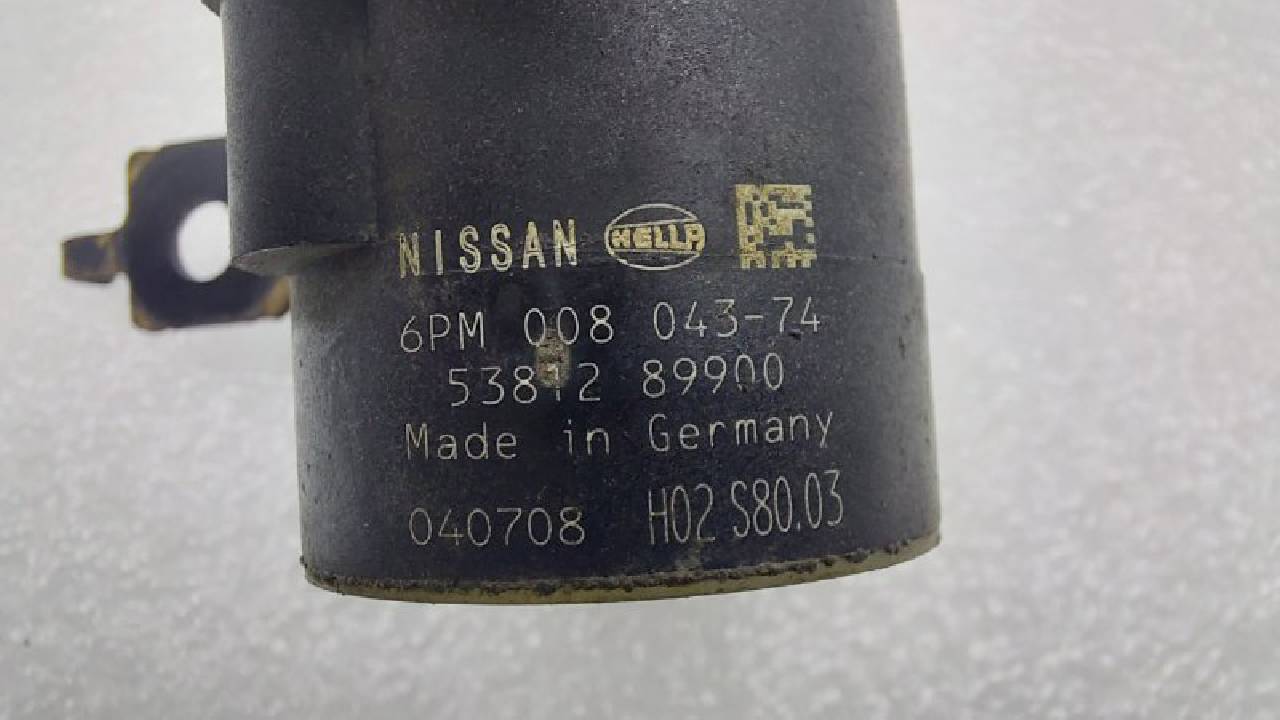 NISSAN HELLA
6PM 008 043-74
53812 89900
Made in Germany
040708 H02 S80.03